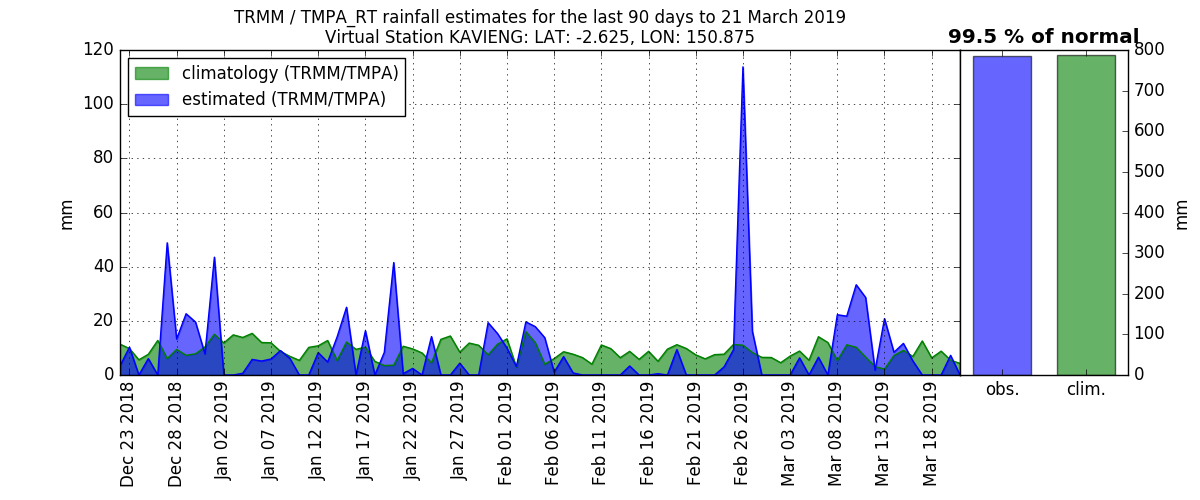 TRMM / TMPA_RT rainfall estimates for the last 90 days to 21 March 2019
Virtual Station KAVIENG: LAT: -2.625, LON: 150.875
99.5 % of normal
climatology (TRMM/TMPA)
estimated (TRMM/TMPA)
mm
120
100
80
60
40
20
0
Dec 23 2018
Dec 28 2018
Jan 02 2019
Jan 07 2019
Jan 12 2019
Jan 17 2019
Jan 22 2019
Jan 27 2019
Feb 01 2019
Feb 06 2019
Feb 11 2019
Feb 16 2019
Feb 21 2019
Feb 26 2019
Mar 03 2019
Mar 08 2019
Mar 13 2019
Mar 18 2019
obs.
clim.
800
700
600
500
400
300
200
100
0
mm